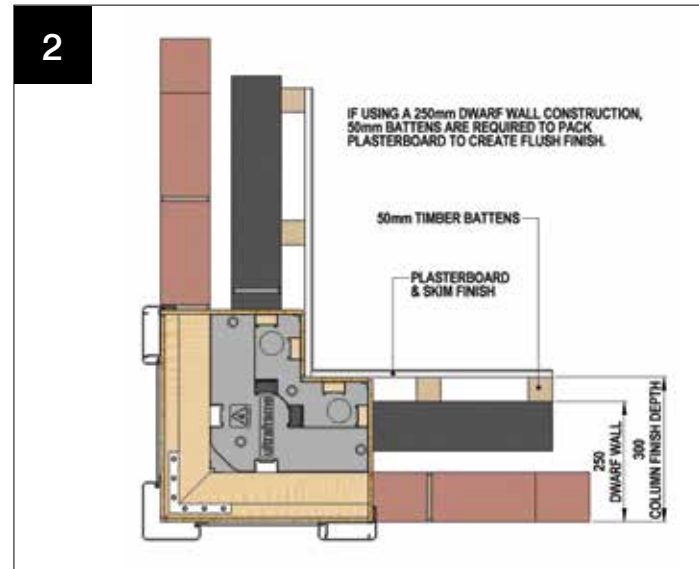 2
IF USING A 250mm DWARF WALL CONSTRUCTION,
50mm BATTENS ARE REQUIRED TO PACK
PLASTERBOARD TO CREATE FLUSH FINISH.
50mm TIMBER BATTENS
PLASTERBOARD
& SKIM FINISH
ultraframe
250
DWARF WALL
300
COLUMN FINISH DEPTH